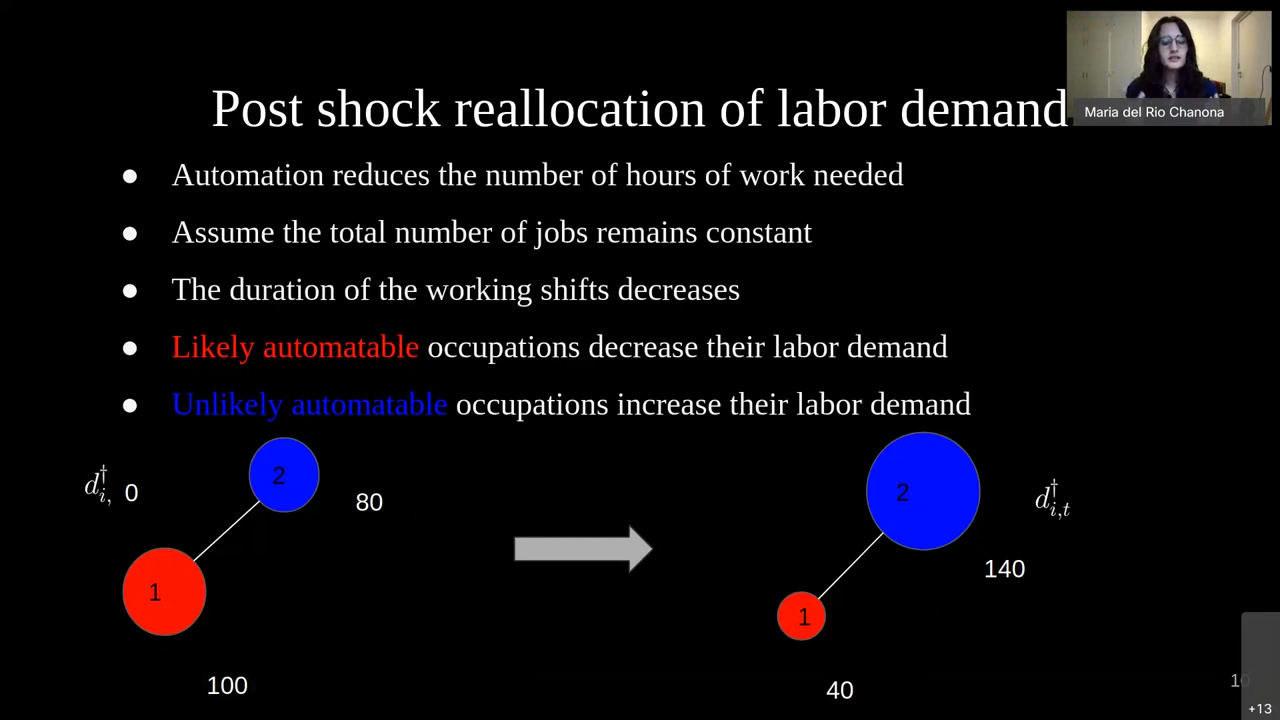 Maria del Rio Chanona
Post shock reallocation of labor demand
● Automation reduces the number of hours of work needed
● Assume the total number of jobs remains constant
● The duration of the working shifts decreases
● Likely automatable occupations decrease their labor demand
● Unlikely automatable occupations increase their labor demand
d†i, 0
2
80
1
100
2
d†i,t
140
1
40
10
+13